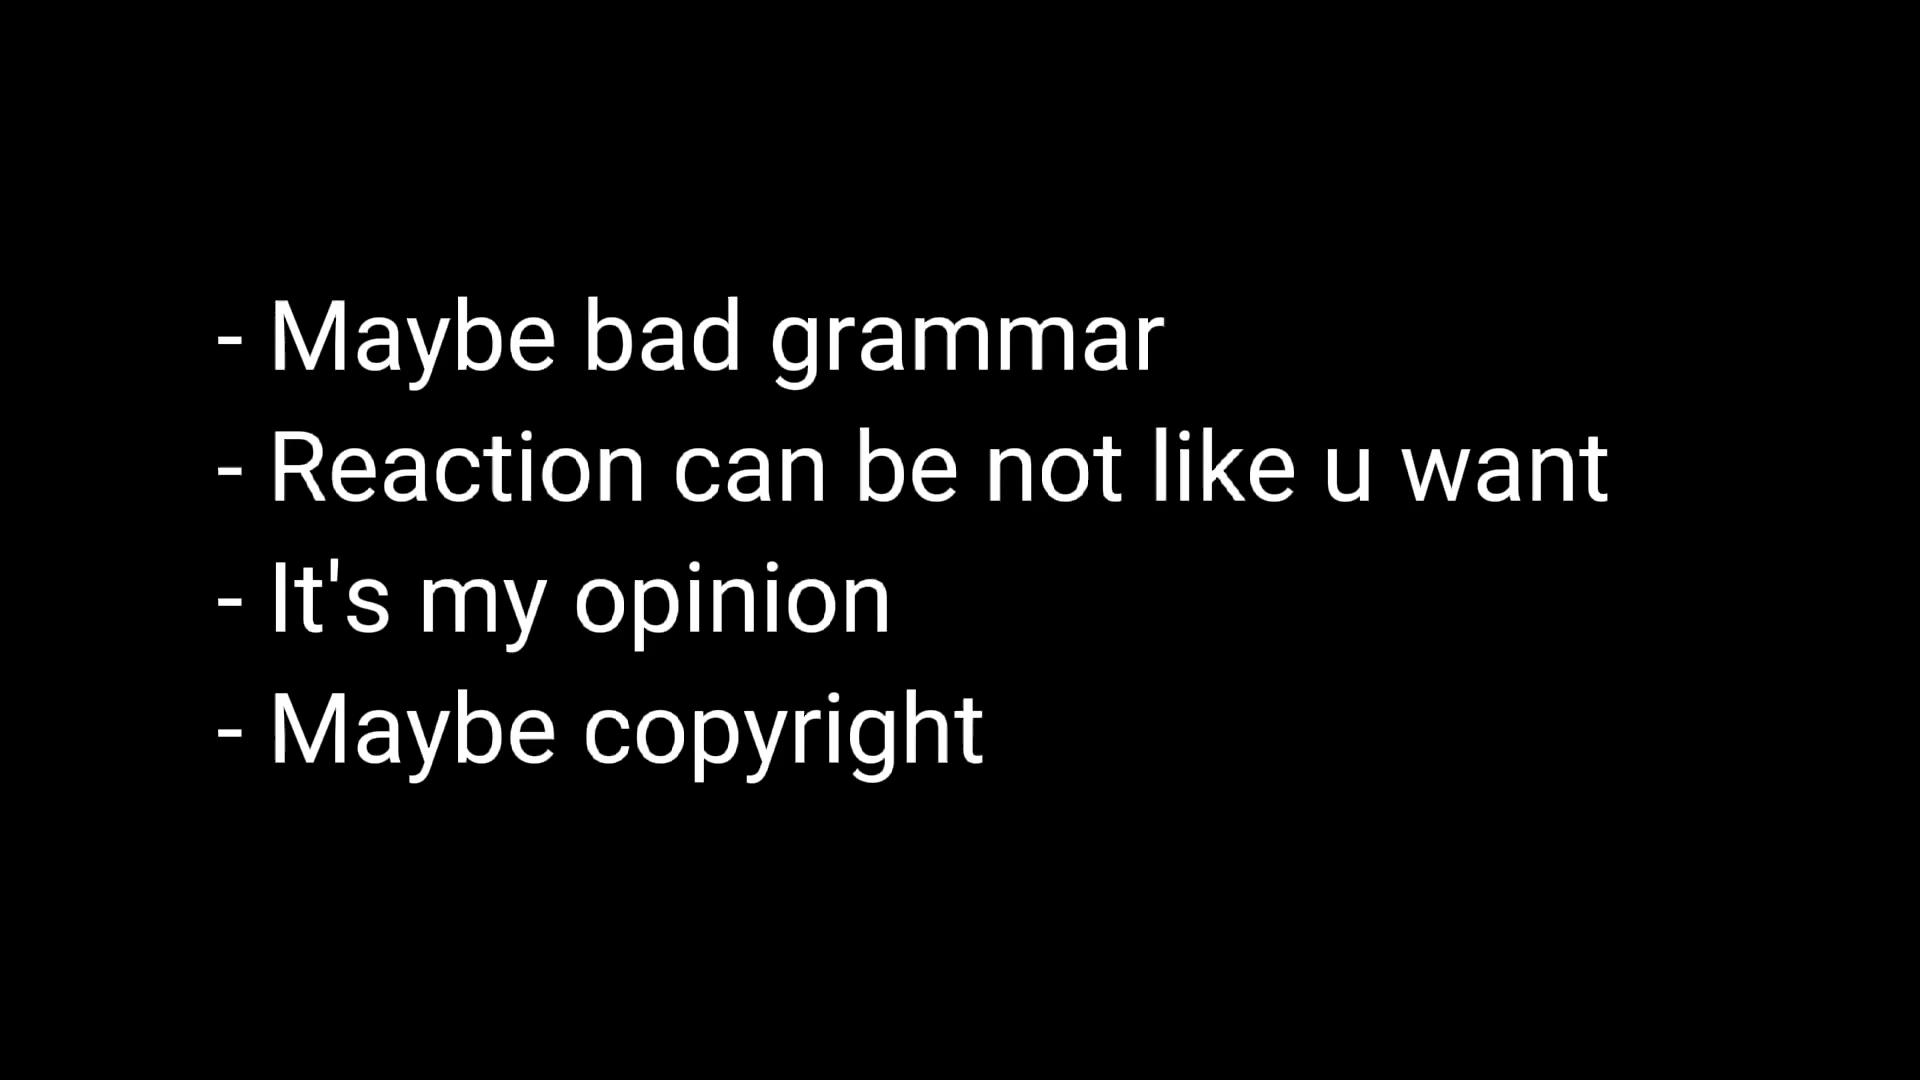 - Maybe bad grammar
- Reaction can be not like u want
- It's my opinion
- Maybe copyright